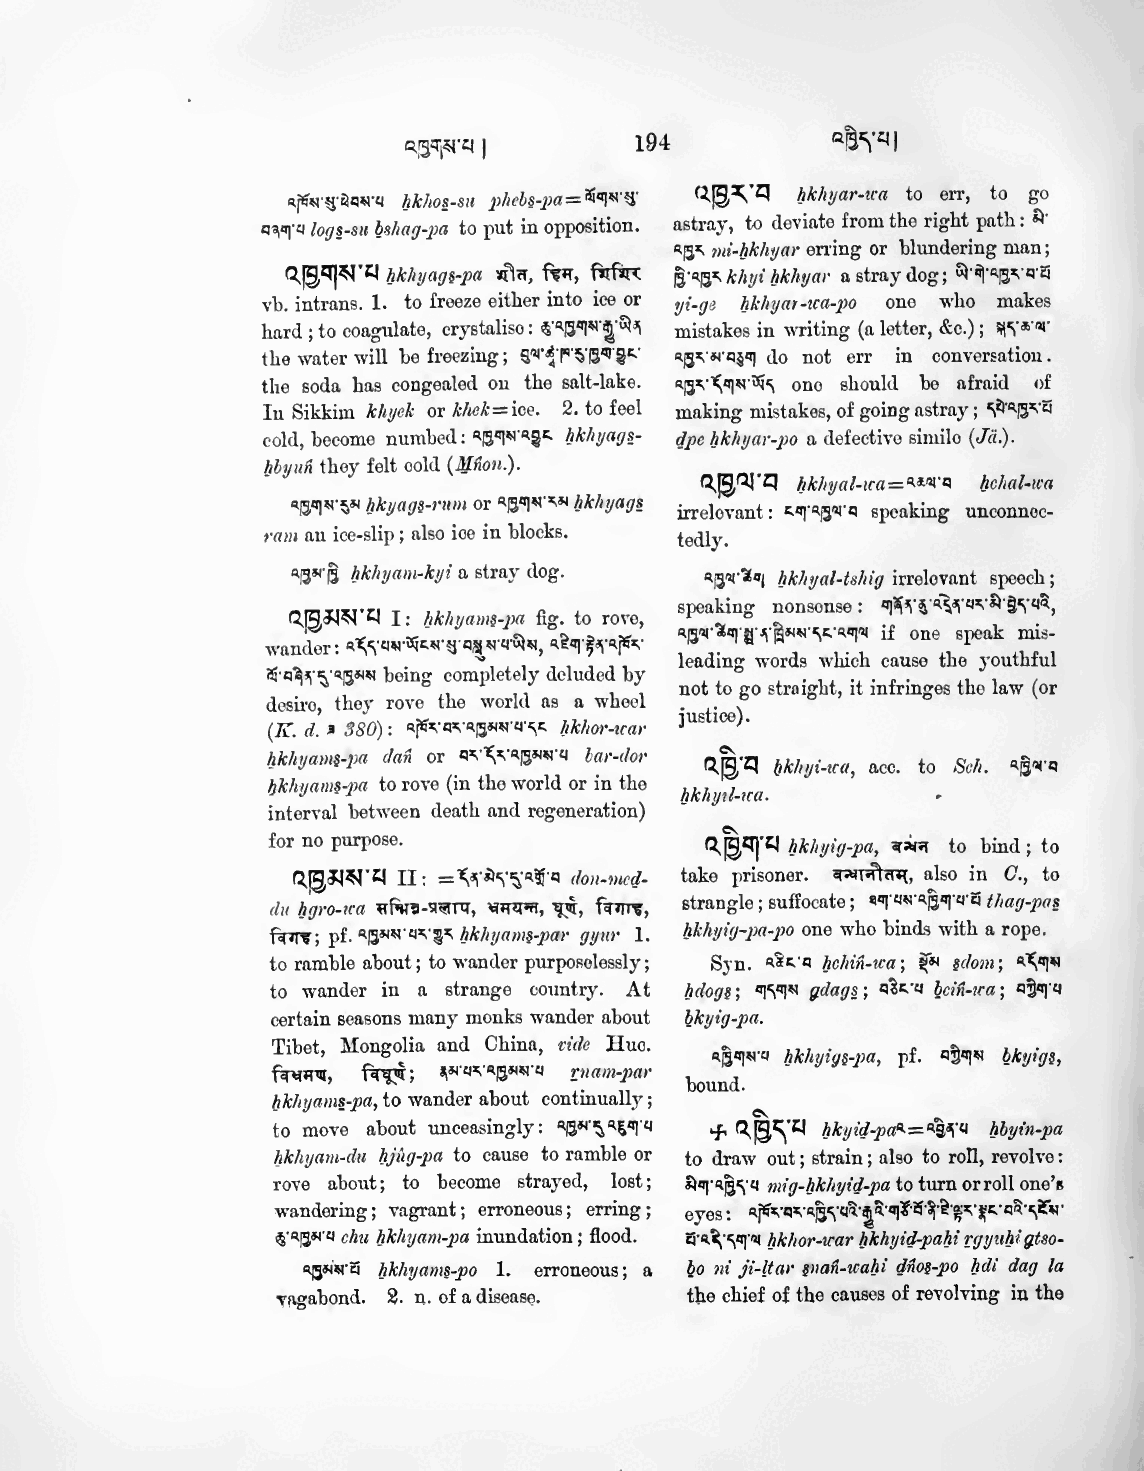 འཁྱགས་པ།
194
འཁྱིད་པ།
འཁོས་སུ་ཕེབས་པ ḥkhos-su phebs-pa=ལོགས་སུ་
བཤག་པ logs-su bshag-pa to put in opposition.
འཁྱགས་པ ḥkhyags-pa शीत, हिम, शिशिर
vb. intrans. 1. to freeze either into ice or
hard; to coagulate, crystalise: ཆུ་འཁྱགས་རྒྱུ་ཡིན
the water will be freezing; བུལ་ཚྭ་ཁ་རུ་ཁྱག་བྱུང་
the soda has congealed on the salt-lake.
In Sikkim khyek or khek=ice. 2. to feel
cold, become numbed: འཁྱགས་འབྱུང ḥkhyags-
ḥbyuṅ they felt cold (Mṅon.).
འཁྱགས་རུམ ḥkyags-rum or འཁྱགས་རམ ḥkhyags
ram an ice-slip; also ice in blocks.
འཁྱམ་ཁྱི ḥkhyam-kyi a stray dog.
འཁྱམས་པ I: ḥkhyams-pa fig. to rove,
wander: འདོད་པས་ཡོངས་སུ་བསླུས་པ་ཡིས, འཇིག་རྟེན་འཁོར་
ལོ་བཞིན་དུ་འཁྱམས being completely deluded by
desire, they rove the world as a wheel
(K. d. ༣ 380): འཁོར་བར་འཁྱམས་པ་དང ḥkhor-war
ḥkhyams-pa daṅ or བར་དོར་འཁྱམས་པ bar-dor
ḥkhyams-pa to rove (in the world or in the
interval between death and regeneration)
for no purpose.
འཁྱམས་པ II: =དོན་མེད་དུ་འགྲོ་བ don-med-
du ḥgro-wa प्रलाप, घूर्ण, विगाह,
विगह; pf. འཁྱམས་པར་གྱུར ḥkhyams-par gyur 1.
to ramble about; to wander purposelessly;
to wander in a strange country. At
certain seasons many monks wander about
Tibet, Mongolia and China, vide Huc.
विभ्रमण, विघूर्ण; རྣམ་པར་འཁྱམས་པ rnam-par
ḥkhyams-pa, to wander about continually;
to move about unceasingly: འཁྱམ་དུ་འཇུག་པ
ḥkhyam-du ḥjug-pa to cause to ramble or
rove about; to become strayed, lost;
wandering; vagrant; erroneous; erring;
ཆུ་འཁྱམ་པ chu ḥkhyam-pa inundation; flood.
འཁྱམས་པོ ḥkhyams-po 1. erroneous; a
vagabond. 2. n. of a disease.
འཁྱར་བ ḥkhyar-wa to err, to go
astray, to deviate from the right path: མི་
འཁྱར mi-ḥkhyar erring or blundering man;
ཁྱི་འཁྱར khyi ḥkhyar a stray dog; ཡི་གེ་འཁྱར་བ་པོ
yi-ge ḥkhyar-wa-po one who makes
mistakes in writing (a letter, &c.); སྐད་ཆ་ལ་
འཁྱར་མ་བཅུག do not err in conversation.
འཁྱར་དོགས་ཡོད one should be afraid of
making mistakes, of going astray; དཔེ་འཁྱར་པོ
dpe ḥkhyar-po a defective simile (Jä.).
འཁྱལ་བ ḥkhyal-wa=འཆལ་བ ḥchal-wa
irrelevant: ངག་འཁྱལ་བ speaking unconnec-
tedly.
འཁྱལ་ཚིག ḥkhyal-tshig irrelevant speech;
speaking nonsense: གཞོན་ནུ་འདྲེན་པར་མི་བྱེད་པའི,
འཁྱལ་ཚིག་སྨྲ་ན་ཁྲིམས་དང་འགལ if one speak mis-
leading words which cause the youthful
not to go straight, it infringes the law (or
justice).
འཁྱི་བ ḥkhyi-wa, acc. to Sch. འཁྱིལ་བ
ḥkhyil-wa.
འཁྱིག་པ ḥkhyig-pa, बन्धन to bind; to
take prisoner. also in C., to
strangle; suffocate; ཐག་པས་འཁྱིག་པ་པོ thag-pas
ḥkhyig-pa-po one who binds with a rope.
Syn. འཆིང་བ ḥchiṅ-wa; སྡོམ sdom; འདོགས
ḥdogs; གདགས gdags; བཅིང་པ bciṅ-wa; བཀྱིག་པ
bkyig-pa.
འཁྱིགས་པ ḥkhyigs-pa, pf. བཀྱིགས bkyigs,
bound.
࿓ འཁྱིད་པ ḥkyid-paའ=འབྱིན་པ ḥbyin-pa
to draw out; strain; also to roll, revolve:
མིག་འཁྱིད་པ mig-ḥkhyid-pa to turn or roll one's
eyes: འཁོར་བར་འཁྱིད་པའི་རྒྱུའི་གཙོ་བོ་ནི་ཇི་ལྟར་སྣང་བའི་དངོས་
པོ་འདི་དག་ལ ḥkhor-war ḥkhyid-paḥi rgyuḥi gtso-
ḅo ni ji-ltar snaṅ-waḥi dṅos-po ḥdi dag la
the chief of the causes of revolving in the